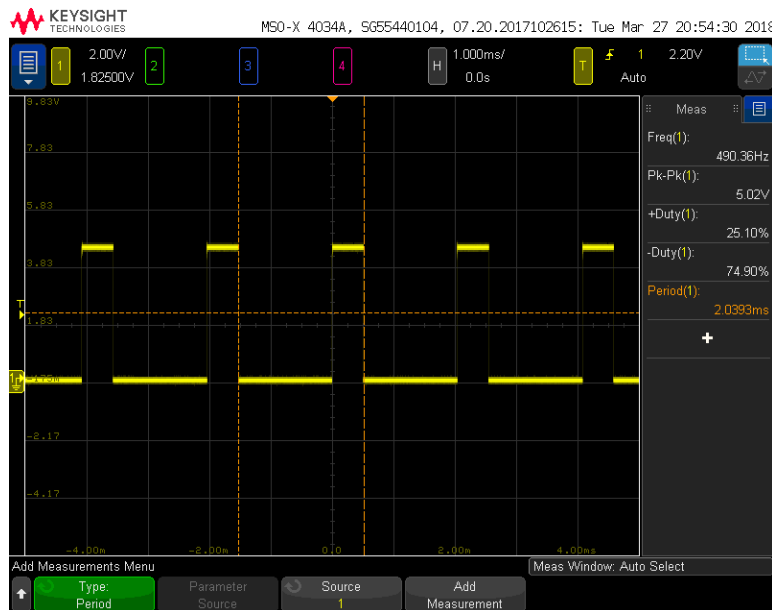 KEYSIGHT
TECHNOLOGIES
MSO-X 4034A, SG55440104, 07.20.2017102615: Tue Mar 27 20:54:30 2018
1 2.00V/ 2 3 4 H 1.000ms/ T 1 2.20V
1.82500V 0.0s Auto
9.83V
7.83
5.83
3.83
T
1.83
1
-2.17
-4.17
-4.00m -2.00m 0.0 2.00m 4.00ms
Meas
Freq(1):
490.36Hz
Pk-Pk(1):
5.02V
+Duty(1):
25.10%
-Duty(1):
74.90%
Period(1):
2.0393ms
+
Add Measurements Menu
Meas Window: Auto Select
Type: Parameter Source Add
Period Source 1 Measurement